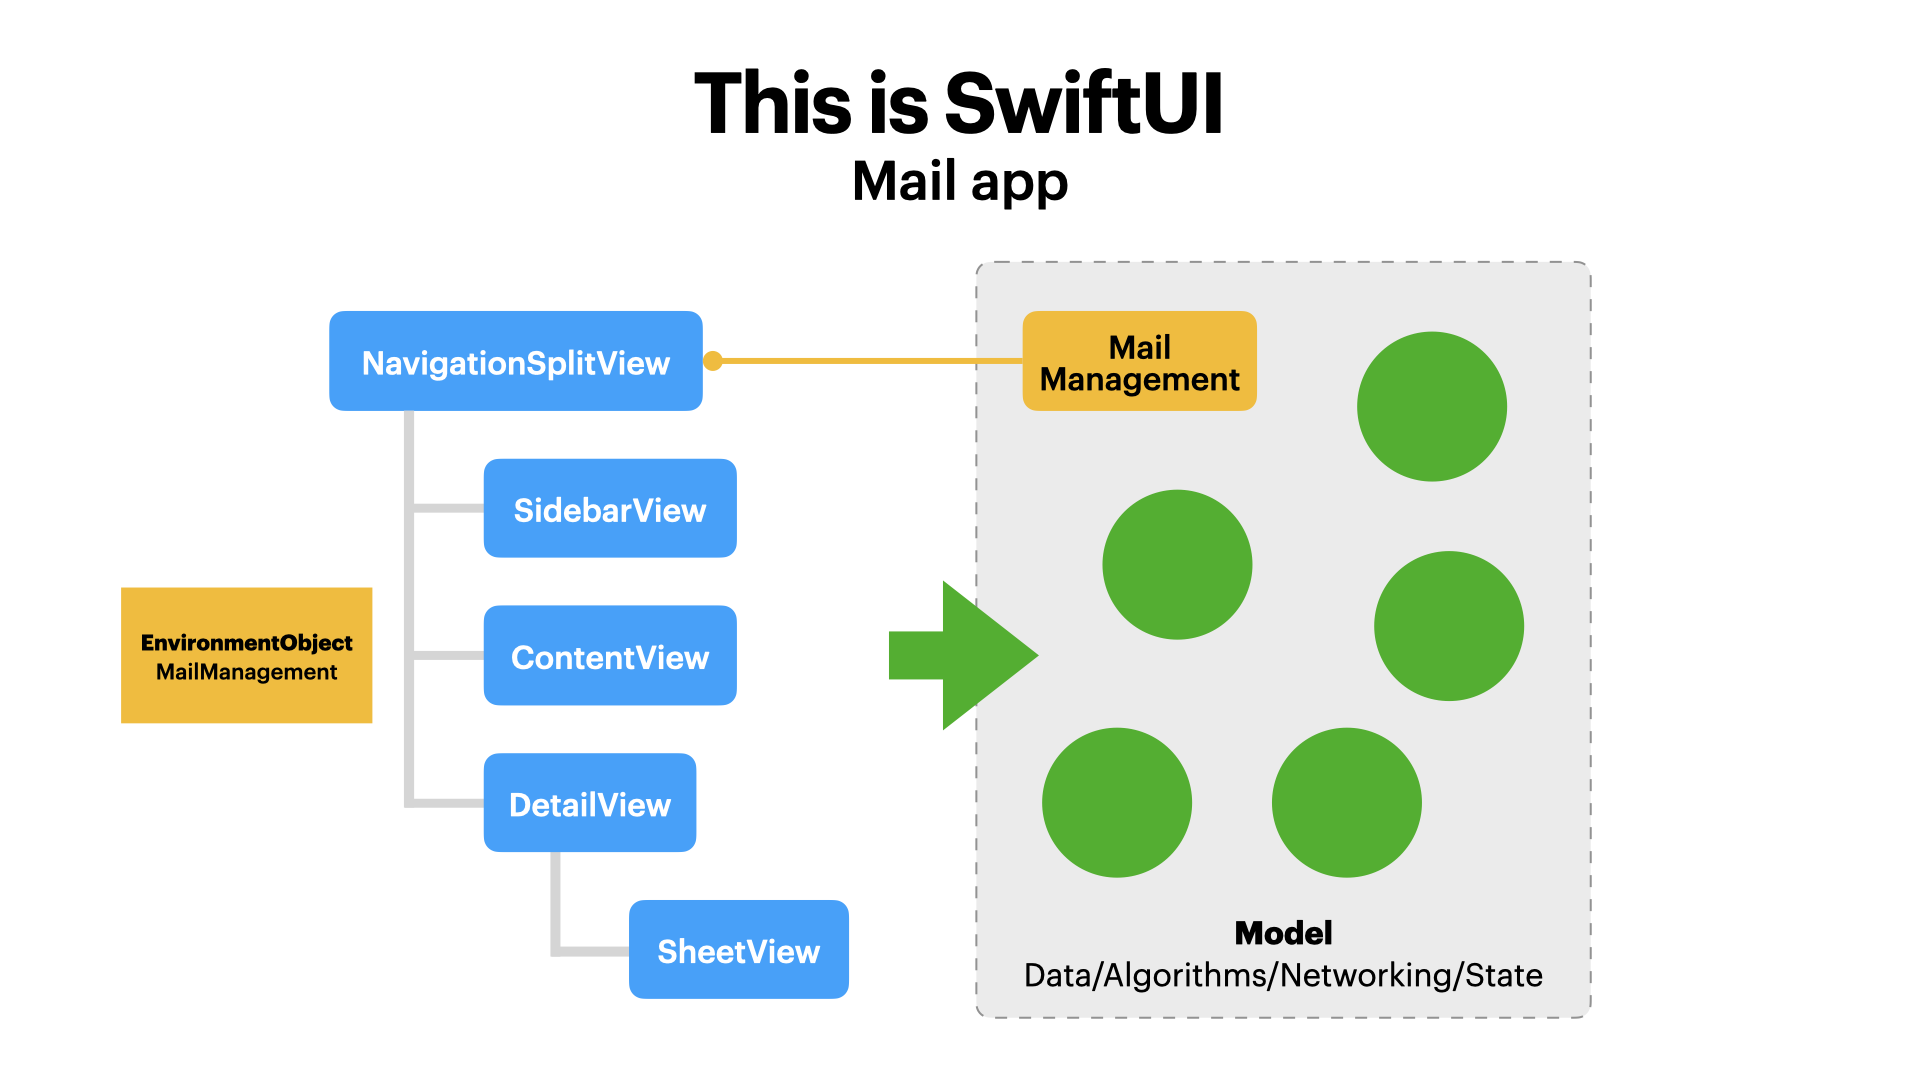 This is SwiftUI
Mail app
NavigationSplitView
Mail
Management
SidebarView
EnvironmentObject
MailManagement
ContentView
DetailView
SheetView
Model
Data/Algorithms/Networking/State